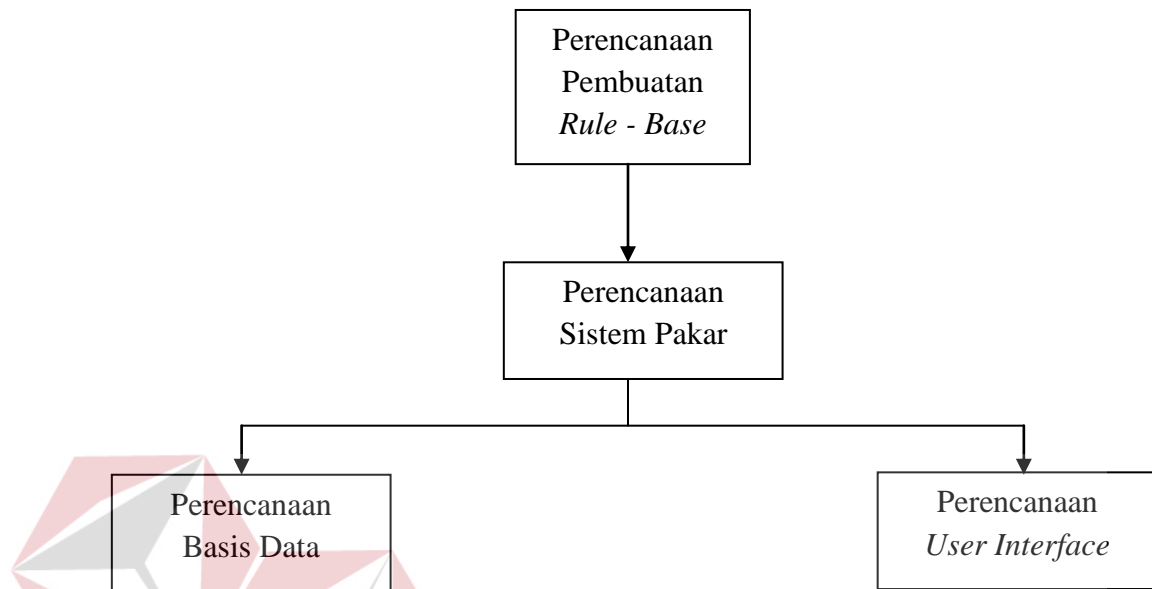 Perencanaan
Pembuatan
Rule - Base
Perencanaan
Sistem Pakar
Perencanaan
Basis Data
Perencanaan
User Interface